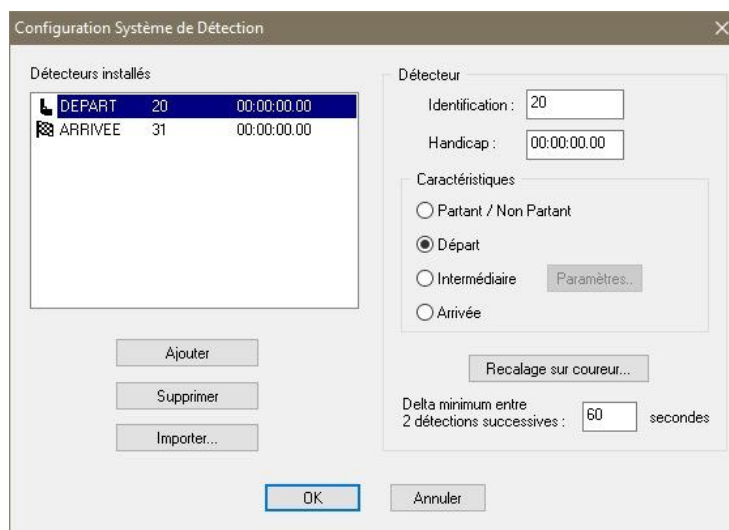 Configuration Système de Détection
Détecteurs installés
DEPART 20 00:00:00.00
ARRIVEE 31 00:00:00.00
Ajouter
Supprimer
Importer...
Détecteur
Identification : 20
Handicap : 00:00:00.00
Caractéristiques
Partant / Non Partant
Départ
Intermédiaire Paramètres..
Arrivée
Recalage sur coureur...
Delta minimum entre
2 détections successives : 60 secondes
OK Annuler